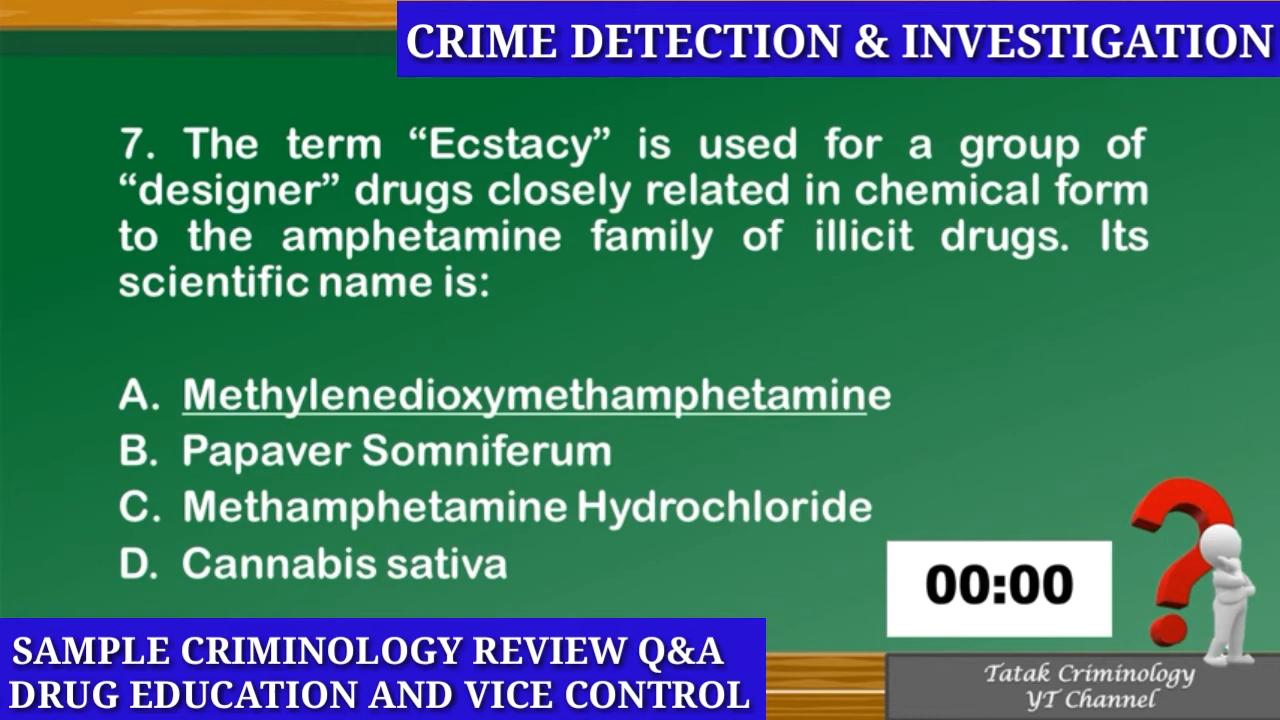 CRIME DETECTION & INVESTIGATION
7. The term “Ecstacy” is used for a group of
“designer” drugs closely related in chemical form
to the amphetamine family of illicit drugs. Its
scientific name is:
A. Methylenedioxymethamphetamine
B. Papaver Somniferum
C. Methamphetamine Hydrochloride
D. Cannabis sativa
00:00
SAMPLE CRIMINOLOGY REVIEW Q&A
DRUG EDUCATION AND VICE CONTROL
Tatak Criminology
YT Channel